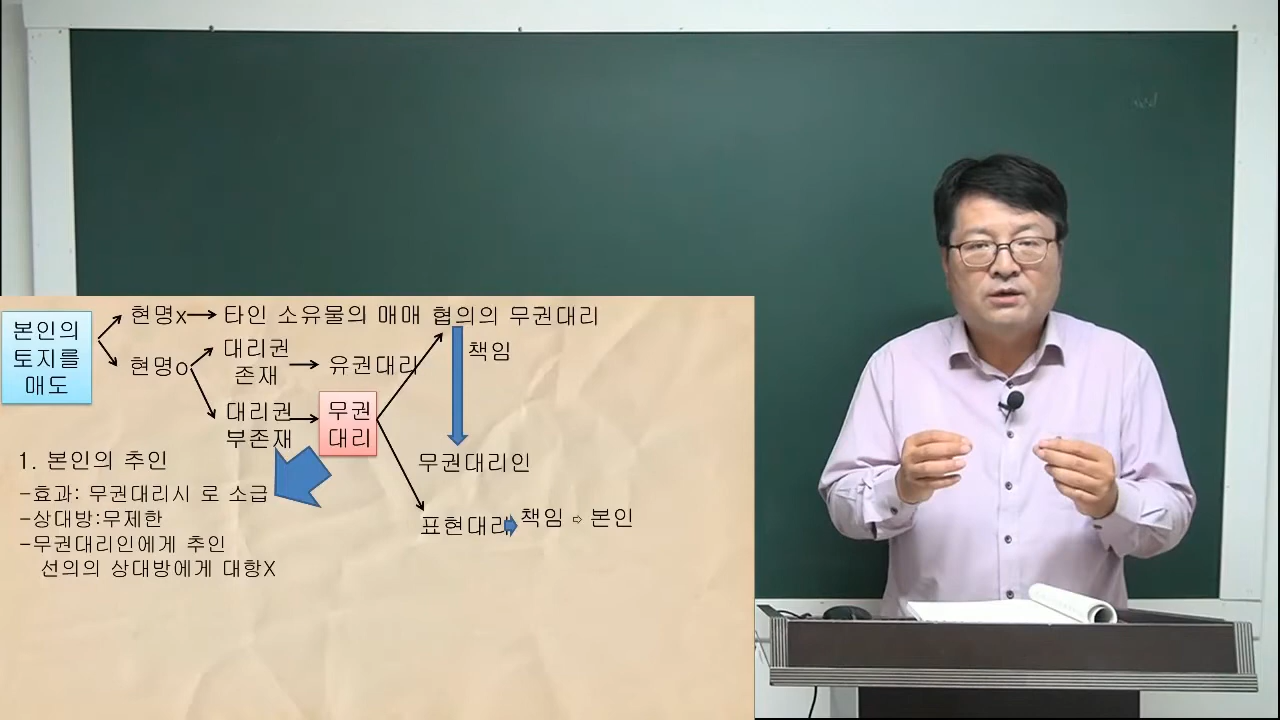 본인의
토지를
매도
현명x
타인 소유물의 매매
협의의 무권대리
현명o
대리권
존재
유권대리
책임
대리권
부존재
무권
대리
무권대리인
표현대리
책임 ⇨ 본인
1. 본인의 추인
-효과: 무권대리시 로 소급
-상대방:무제한
-무권대리인에게 추인
선의의 상대방에게 대항X